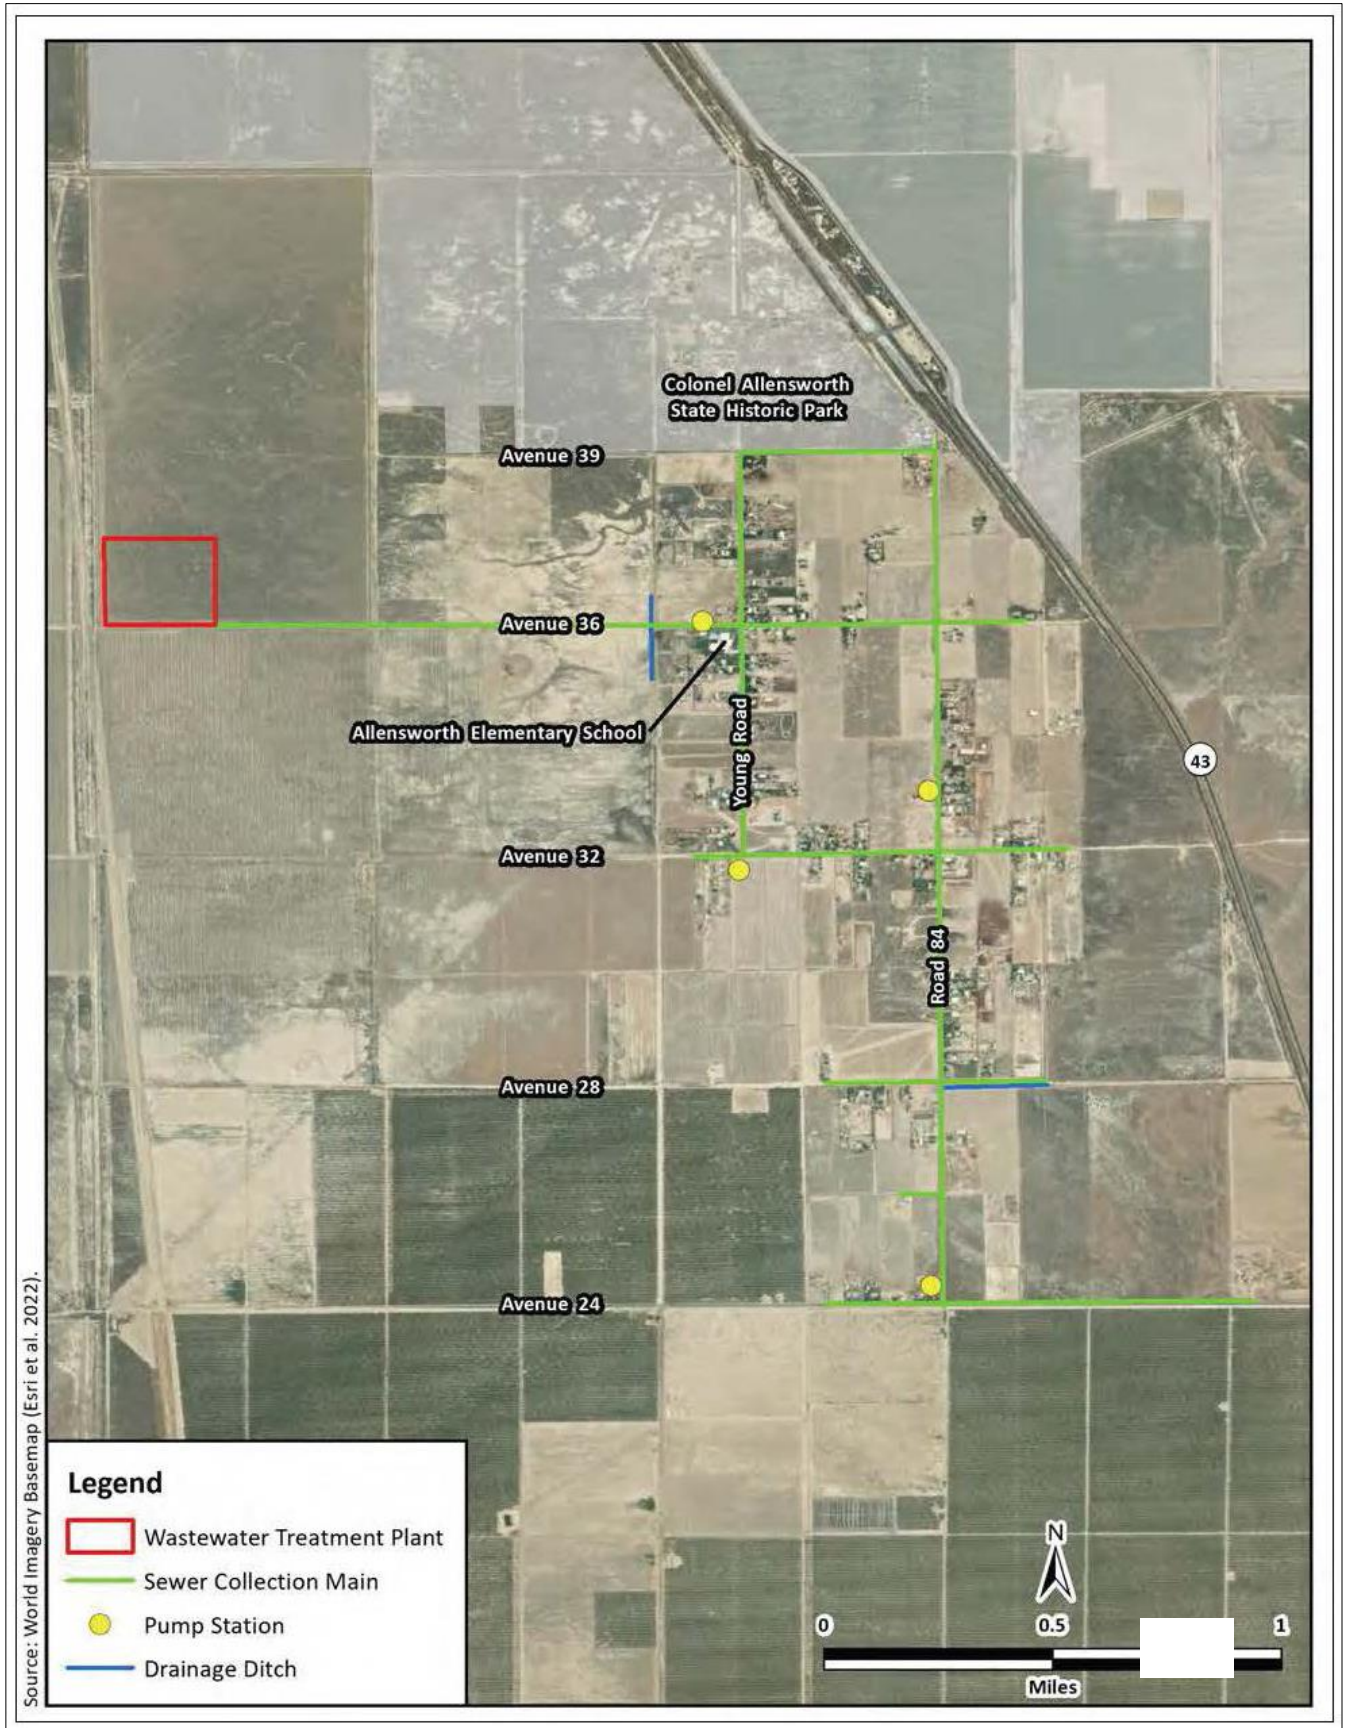 Colonel Allensworth
State Historic Park
Avenue 39
Avenue 36
Allensworth Elementary School
Young Road
43
Avenue 32
Road 84
Avenue 28
Avenue 24
Source: World Imagery Basemap (Esri et al. 2022).
Legend
Wastewater Treatment Plant
Sewer Collection Main
Pump Station
Drainage Ditch
N
0 0.5 1
Miles